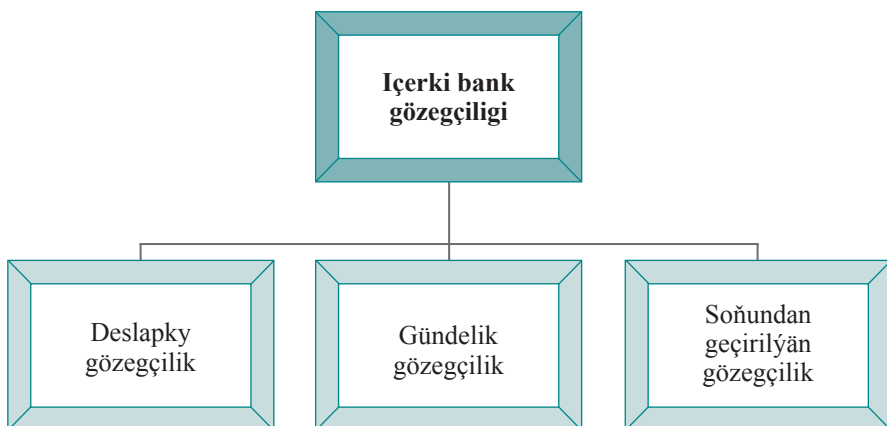 Içerki bank
gözegçiligi
Deslapky
gözegçilik
Gündelik
gözegçilik
Soňundan
geçirilýän
gözegçilik